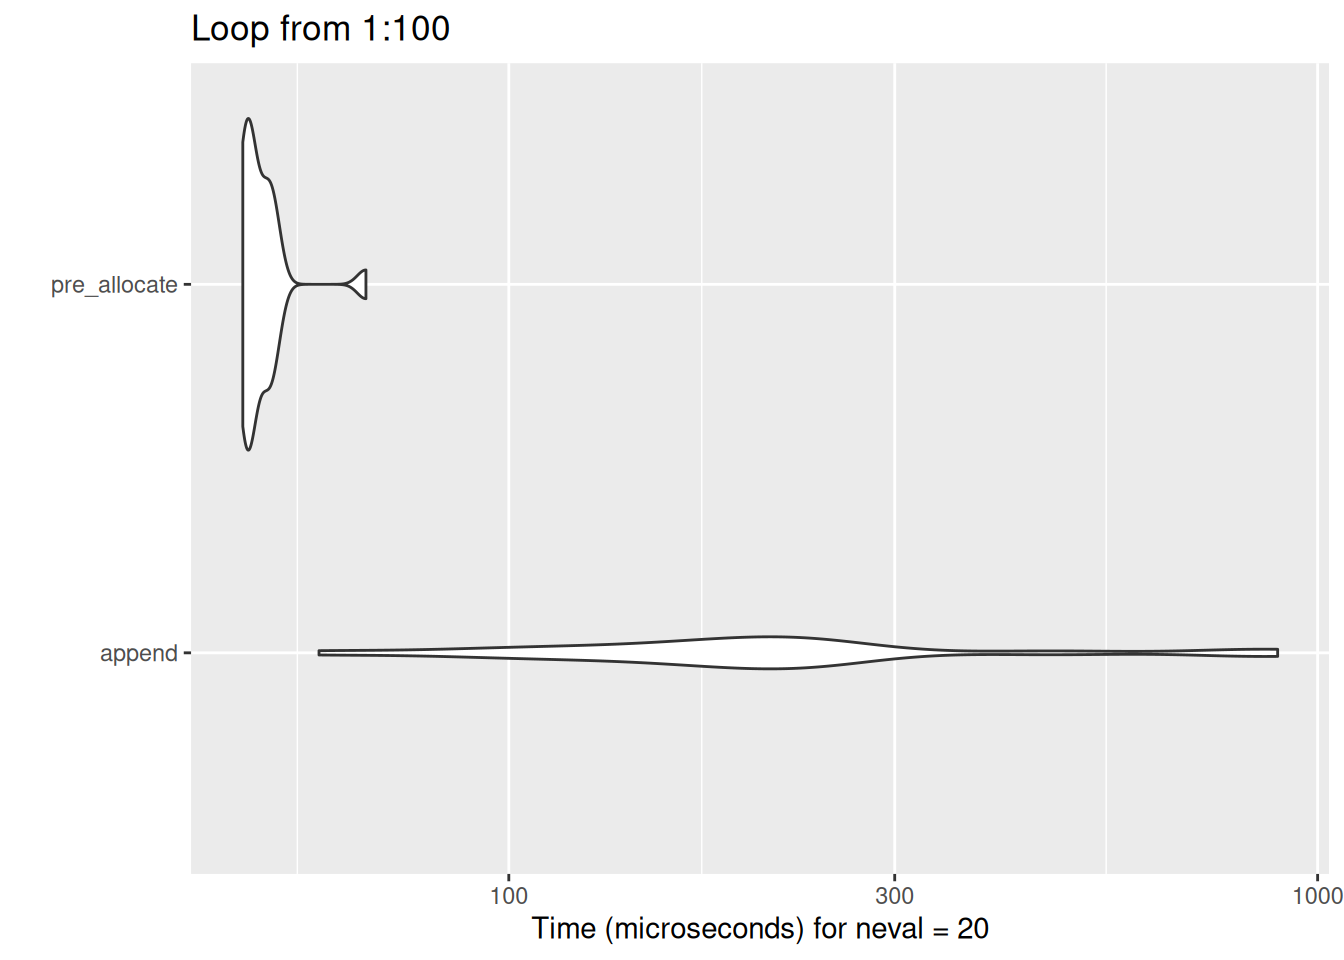 Loop from 1:100
pre_allocate
append
100
300
1000
Time (microseconds) for neval = 20